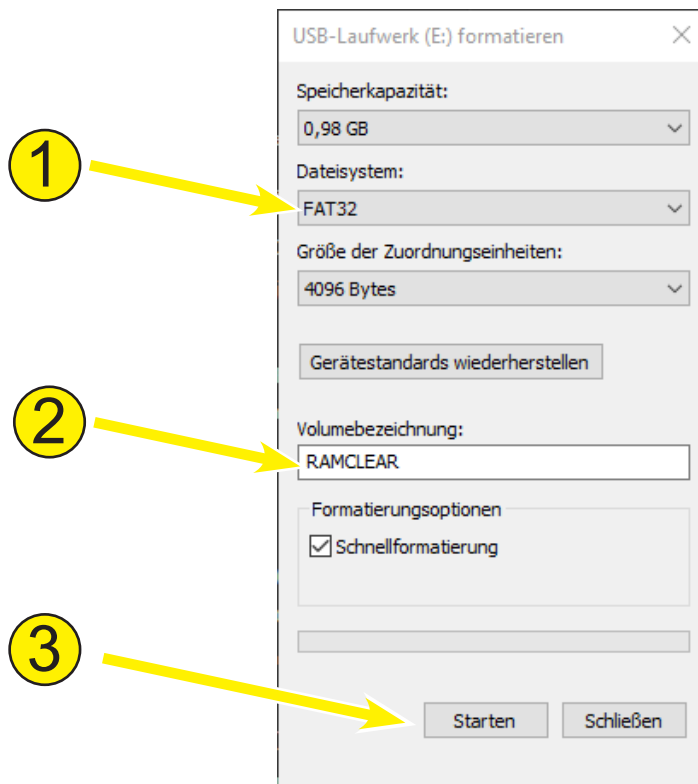 USB-Laufwerk (E:) formatieren
Speicherkapazität:
0,98 GB
1
Dateisystem:
FAT32
Größe der Zuordnungseinheiten:
4096 Bytes
Gerätestandards wiederherstellen
2
Volumebezeichnung:
RAMCLEAR
Formatierungsoptionen
Schnellformatierung
3
Starten Schließen